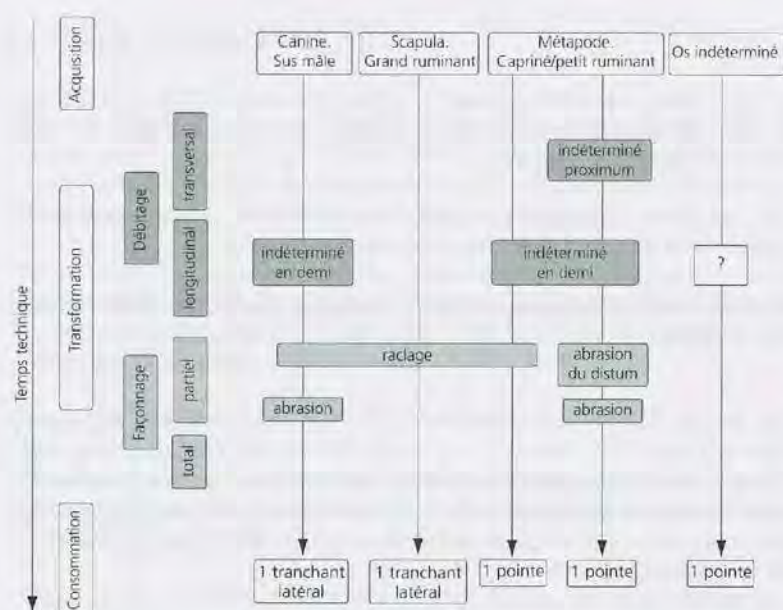 Temps technique
Acquisition
Transformation
Consommation
Débitage
Façonnage
transversal
longitudinal
partiel
total
Canine.
Sus mâle
Scapula.
Grand ruminant
Métapode.
Capriné/petit ruminant
Os indéterminé
indéterminé
proximum
indéterminé
en demi
indéterminé
en demi
?
raclage
abrasion
du distum
abrasion
abrasion
1 tranchant
latéral
1 tranchant
latéral
1 pointe
1 pointe
1 pointe